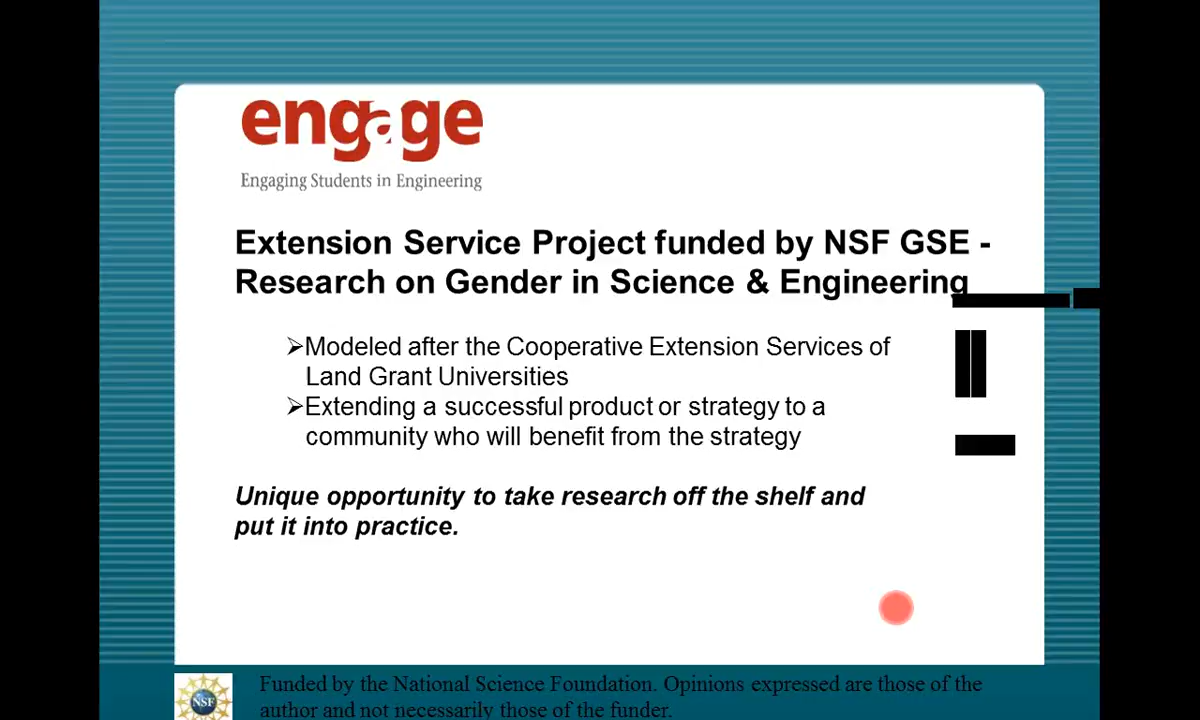 engage
Engaging Students in Engineering
Extension Service Project funded by NSF GSE -
Research on Gender in Science & Engineering
➢Modeled after the Cooperative Extension Services of
Land Grant Universities
➢Extending a successful product or strategy to a
community who will benefit from the strategy
Unique opportunity to take research off the shelf and
put it into practice.
NSF
Funded by the National Science Foundation. Opinions expressed are those of the
author and not necessarily those of the funder.